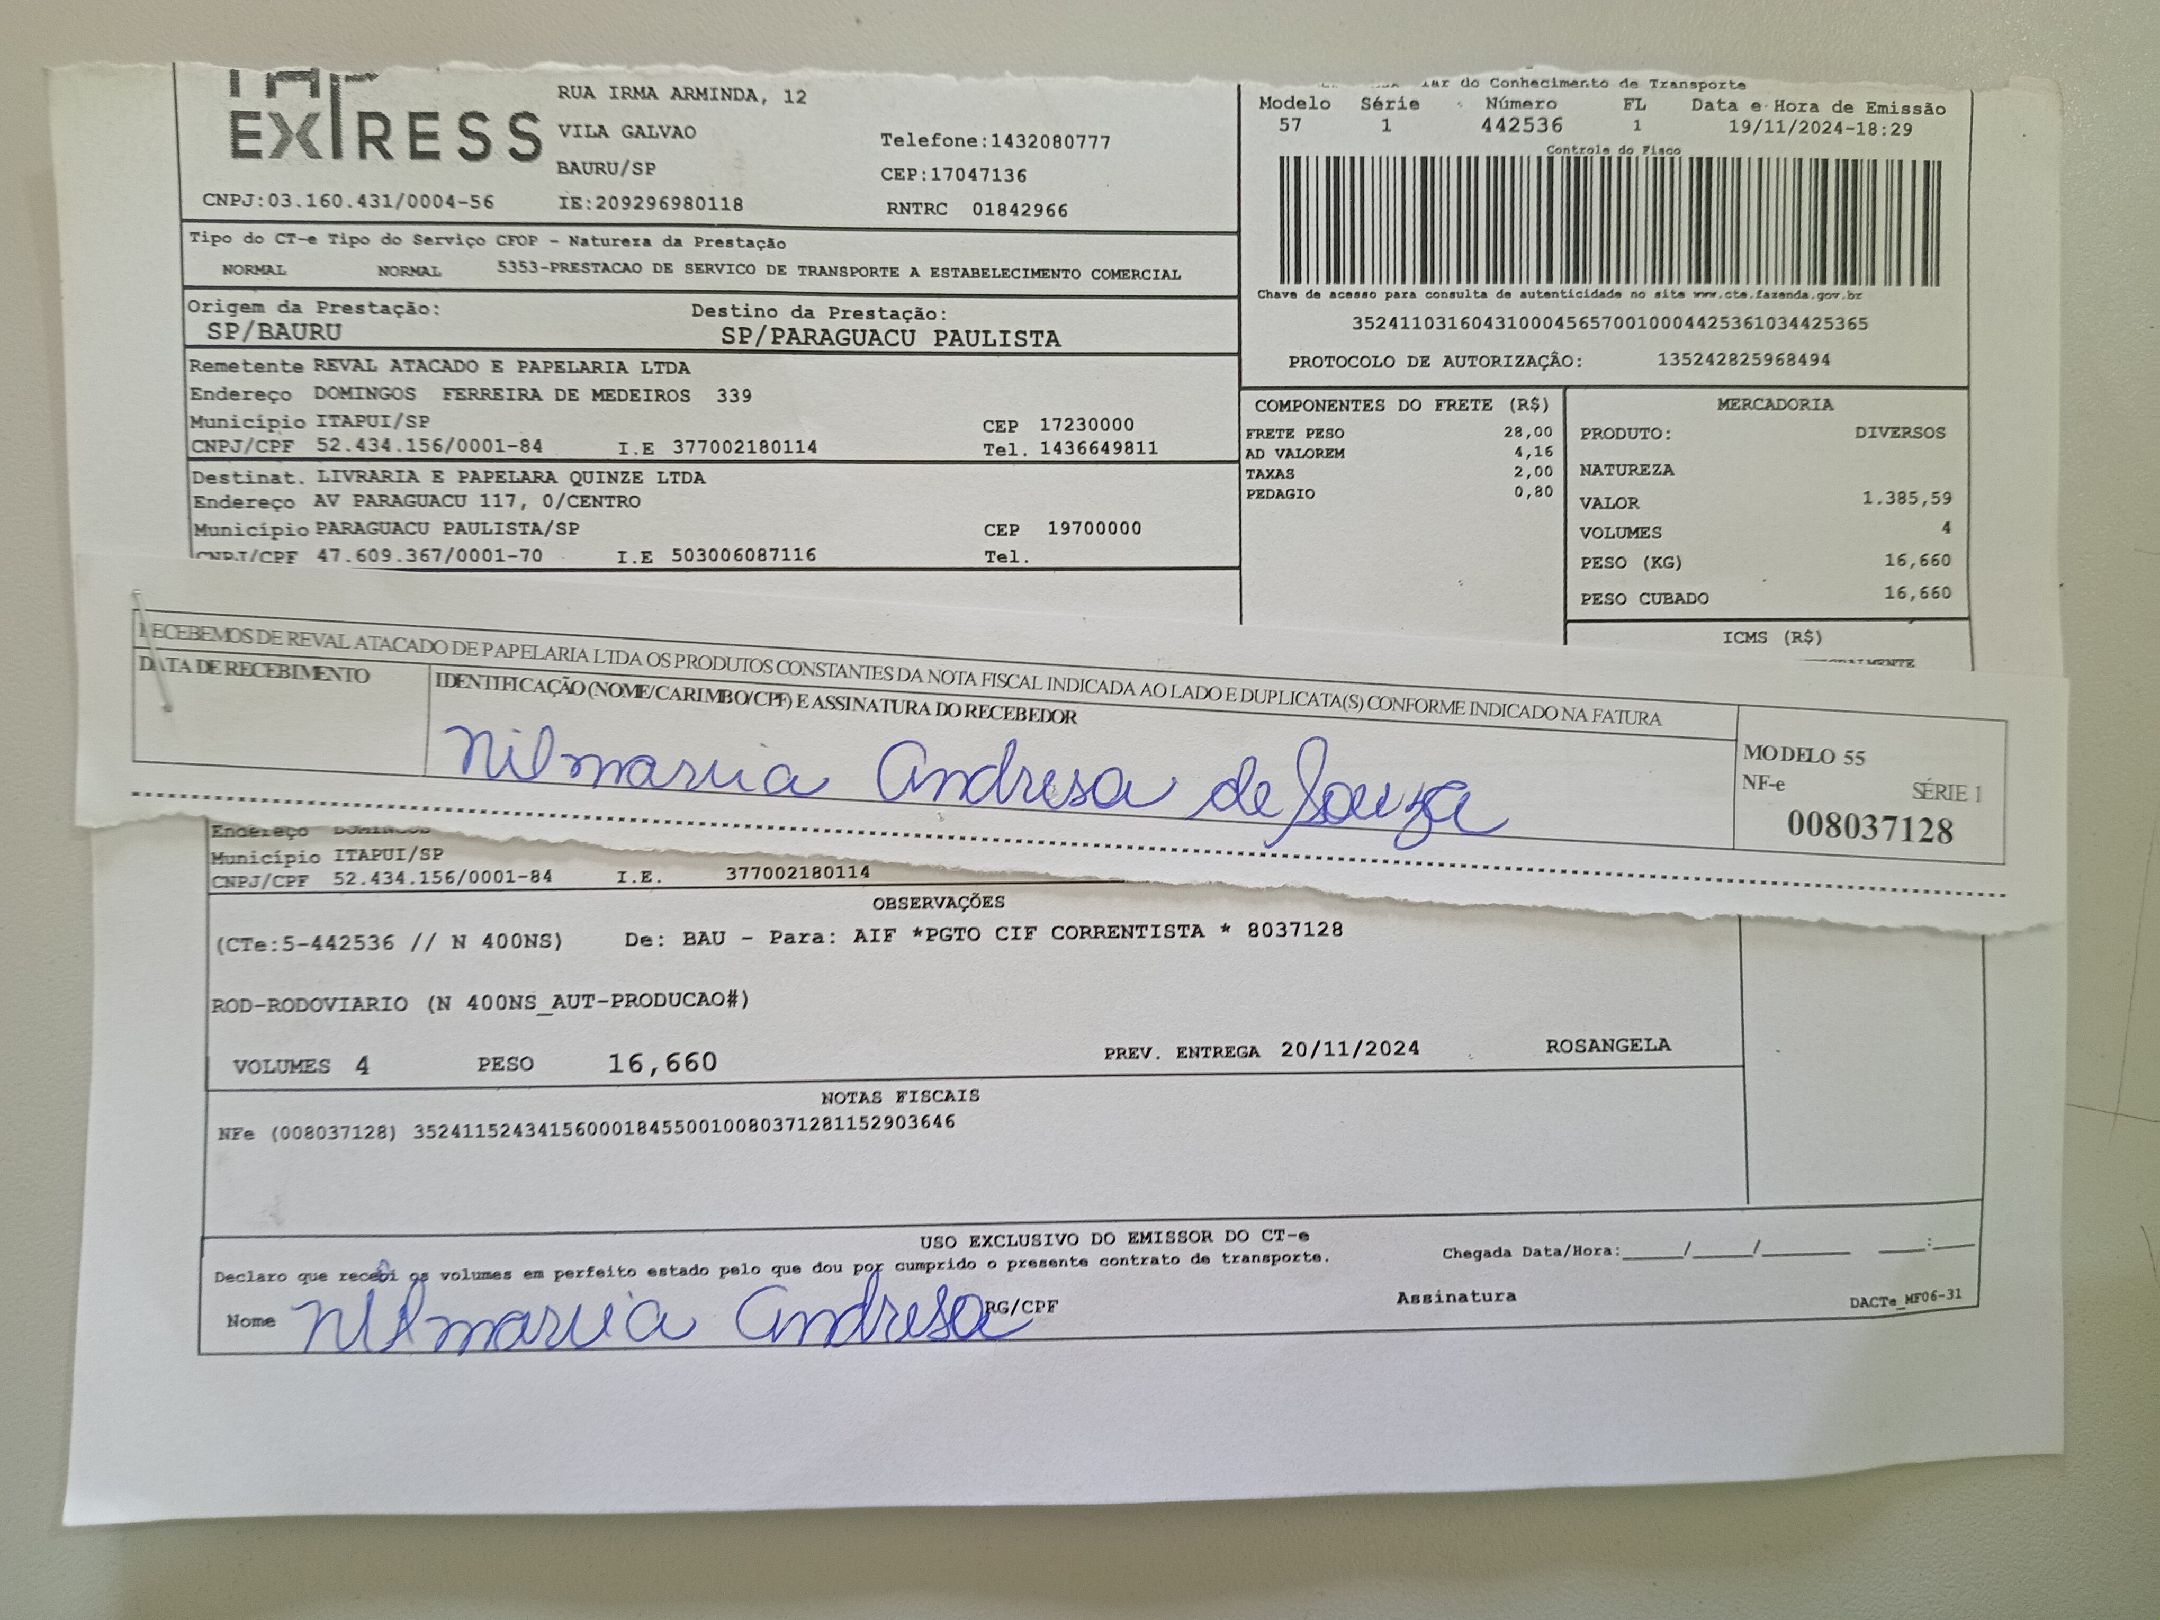 EXPRESS
RUA IRMA ARMINDA, 12
VILA GALVAO
BAURU/SP
Telefone:1432080777
CEP:17047136
CNPJ:03.160.431/0004-56 IE:209296980118 RNTRC 01842966
do Conhecimento de Transporte
Modelo Série Número FL Data e Hora de Emissão
57 1 442536 1 19/11/2024-18:29
Controle do Fisco
Chave de acesso para consulta de autenticidade no site www.cte.fazenda.gov.br
35241103160431000456570010004425361034425365
PROTOCOLO DE AUTORIZAÇÂO: 135242825968494
Tipo do CT-e Tipo do Serviço CFOP - Natureza da Prestação
NORMAL NORMAL 5353-PRESTACAO DE SERVICO DE TRANSPORTE A ESTABELECIMENTO COMERCIAL
Origem da Prestação: Destino da Prestação:
SP/BAURU SP/PARAGUACU PAULISTA
Remetente REVAL ATACADO E PAPELARIA LTDA
Endereço DOMINGOS FERREIRA DE MEDEIROS 339
Município ITAPUI/SP CEP 17230000
CNPJ/CPF 52.434.156/0001-84 I.E 377002180114 Tel. 1436649811
Destinat. LIVRARIA E PAPELARA QUINZE LTDA
Endereço AV PARAGUACU 117, 0/CENTRO
Município PARAGUACU PAULISTA/SP CEP 19700000
CNPJ/CPF 47.609.367/0001-70 I.E 503006087116 Tel.
COMPONENTES DO FRETE (R$)
FRETE PESO 28,00
AD VALOREM 4,16
TAXAS 2,00
PEDAGIO 0,80
MERCADORIA
PRODUTO: DIVERSOS
NATUREZA
VALOR 1.385,59
VOLUMES 4
PESO (KG) 16,660
PESO CUBADO 16,660
ICMS (R$)
RECEBEMOS DE REVAL ATACADO DE PAPELARIA LTDA OS PRODUTOS CONSTANTES DA NOTA FISCAL INDICADA AO LADO E DUPLICATA(S) CONFORME INDICADO NA FATURA
DATA DE RECEBIMENTO IDENTIFICAÇÃO (NOME/CARIMBO/CPF) E ASSINATURA DO RECEBEDOR
Nilmaria Andresa de Souza
MODELO 55
NF-e SÉRIE 1
008037128
Endereço DOMINGOS
Município ITAPUI/SP
CNPJ/CPF 52.434.156/0001-84 I.E. 377002180114
OBSERVAÇÕES
(CTe:5-442536 // N 400NS) De: BAU - Para: AIF *PGTO CIF CORRENTISTA * 8037128
ROD-RODOVIARIO (N 400NS_AUT-PRODUCAO#)
VOLUMES 4 PESO 16,660 PREV. ENTREGA 20/11/2024 ROSANGELA
NOTAS FISCAIS
NFe (008037128) 35241152434156000184550010080371281152903646
USO EXCLUSIVO DO EMISSOR DO CT-e
Declaro que recebi os volumes em perfeito estado pelo que dou por cumprido o presente contrato de transporte. Chegada Data/Hora:_____/_____/________ ____:____
Nome Nilmaria Andresa RG/CPF Assinatura DACTe_MF06-31